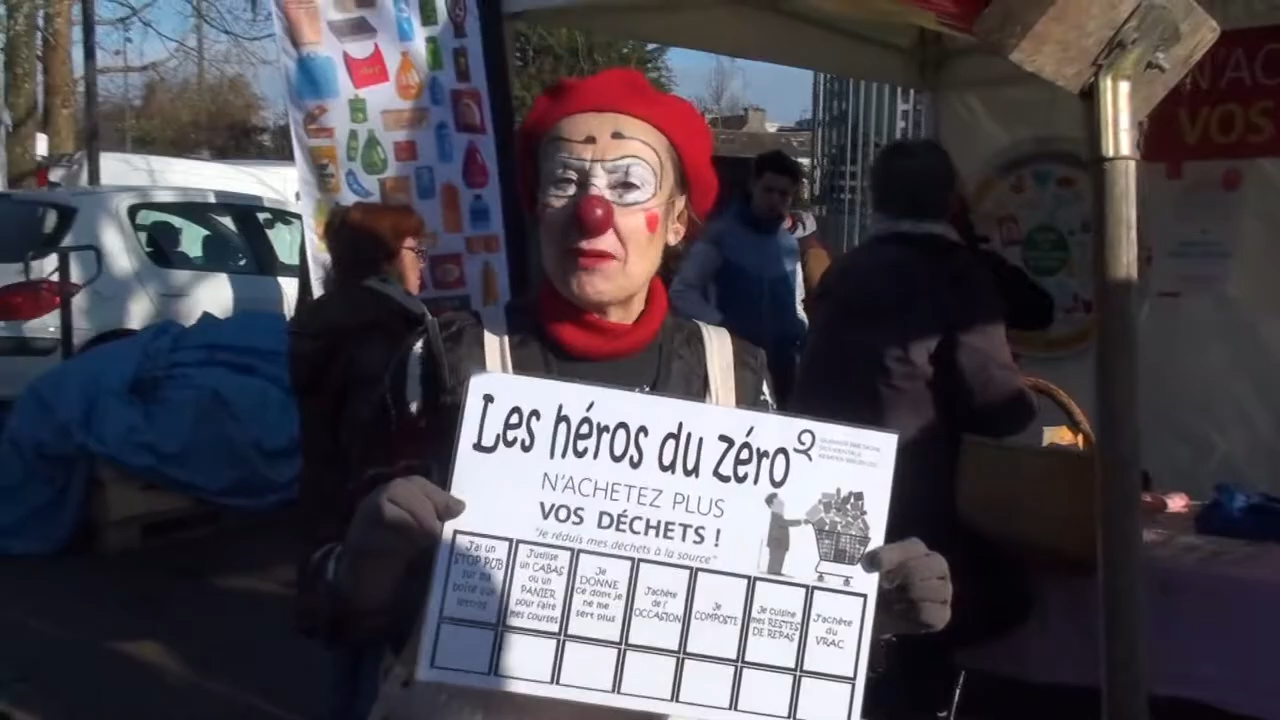 Les héros du zéro
N'ACHETEZ PLUS
VOS DÉCHETS !
"Je réduis mes déchets à la source"
J'ai un
STOP PUB
sur ma
boîte aux
lettres
J'utilise
un CABAS
ou un
PANIER
pour faire
mes courses
Je
DONNE
ce dont je
ne me
sert plus
J'achète
de l'
OCCASION
Je
COMPOSTE
Je cuisine
mes RESTES
DE REPAS
J'achète
du
VRAC
N'AC
VOS